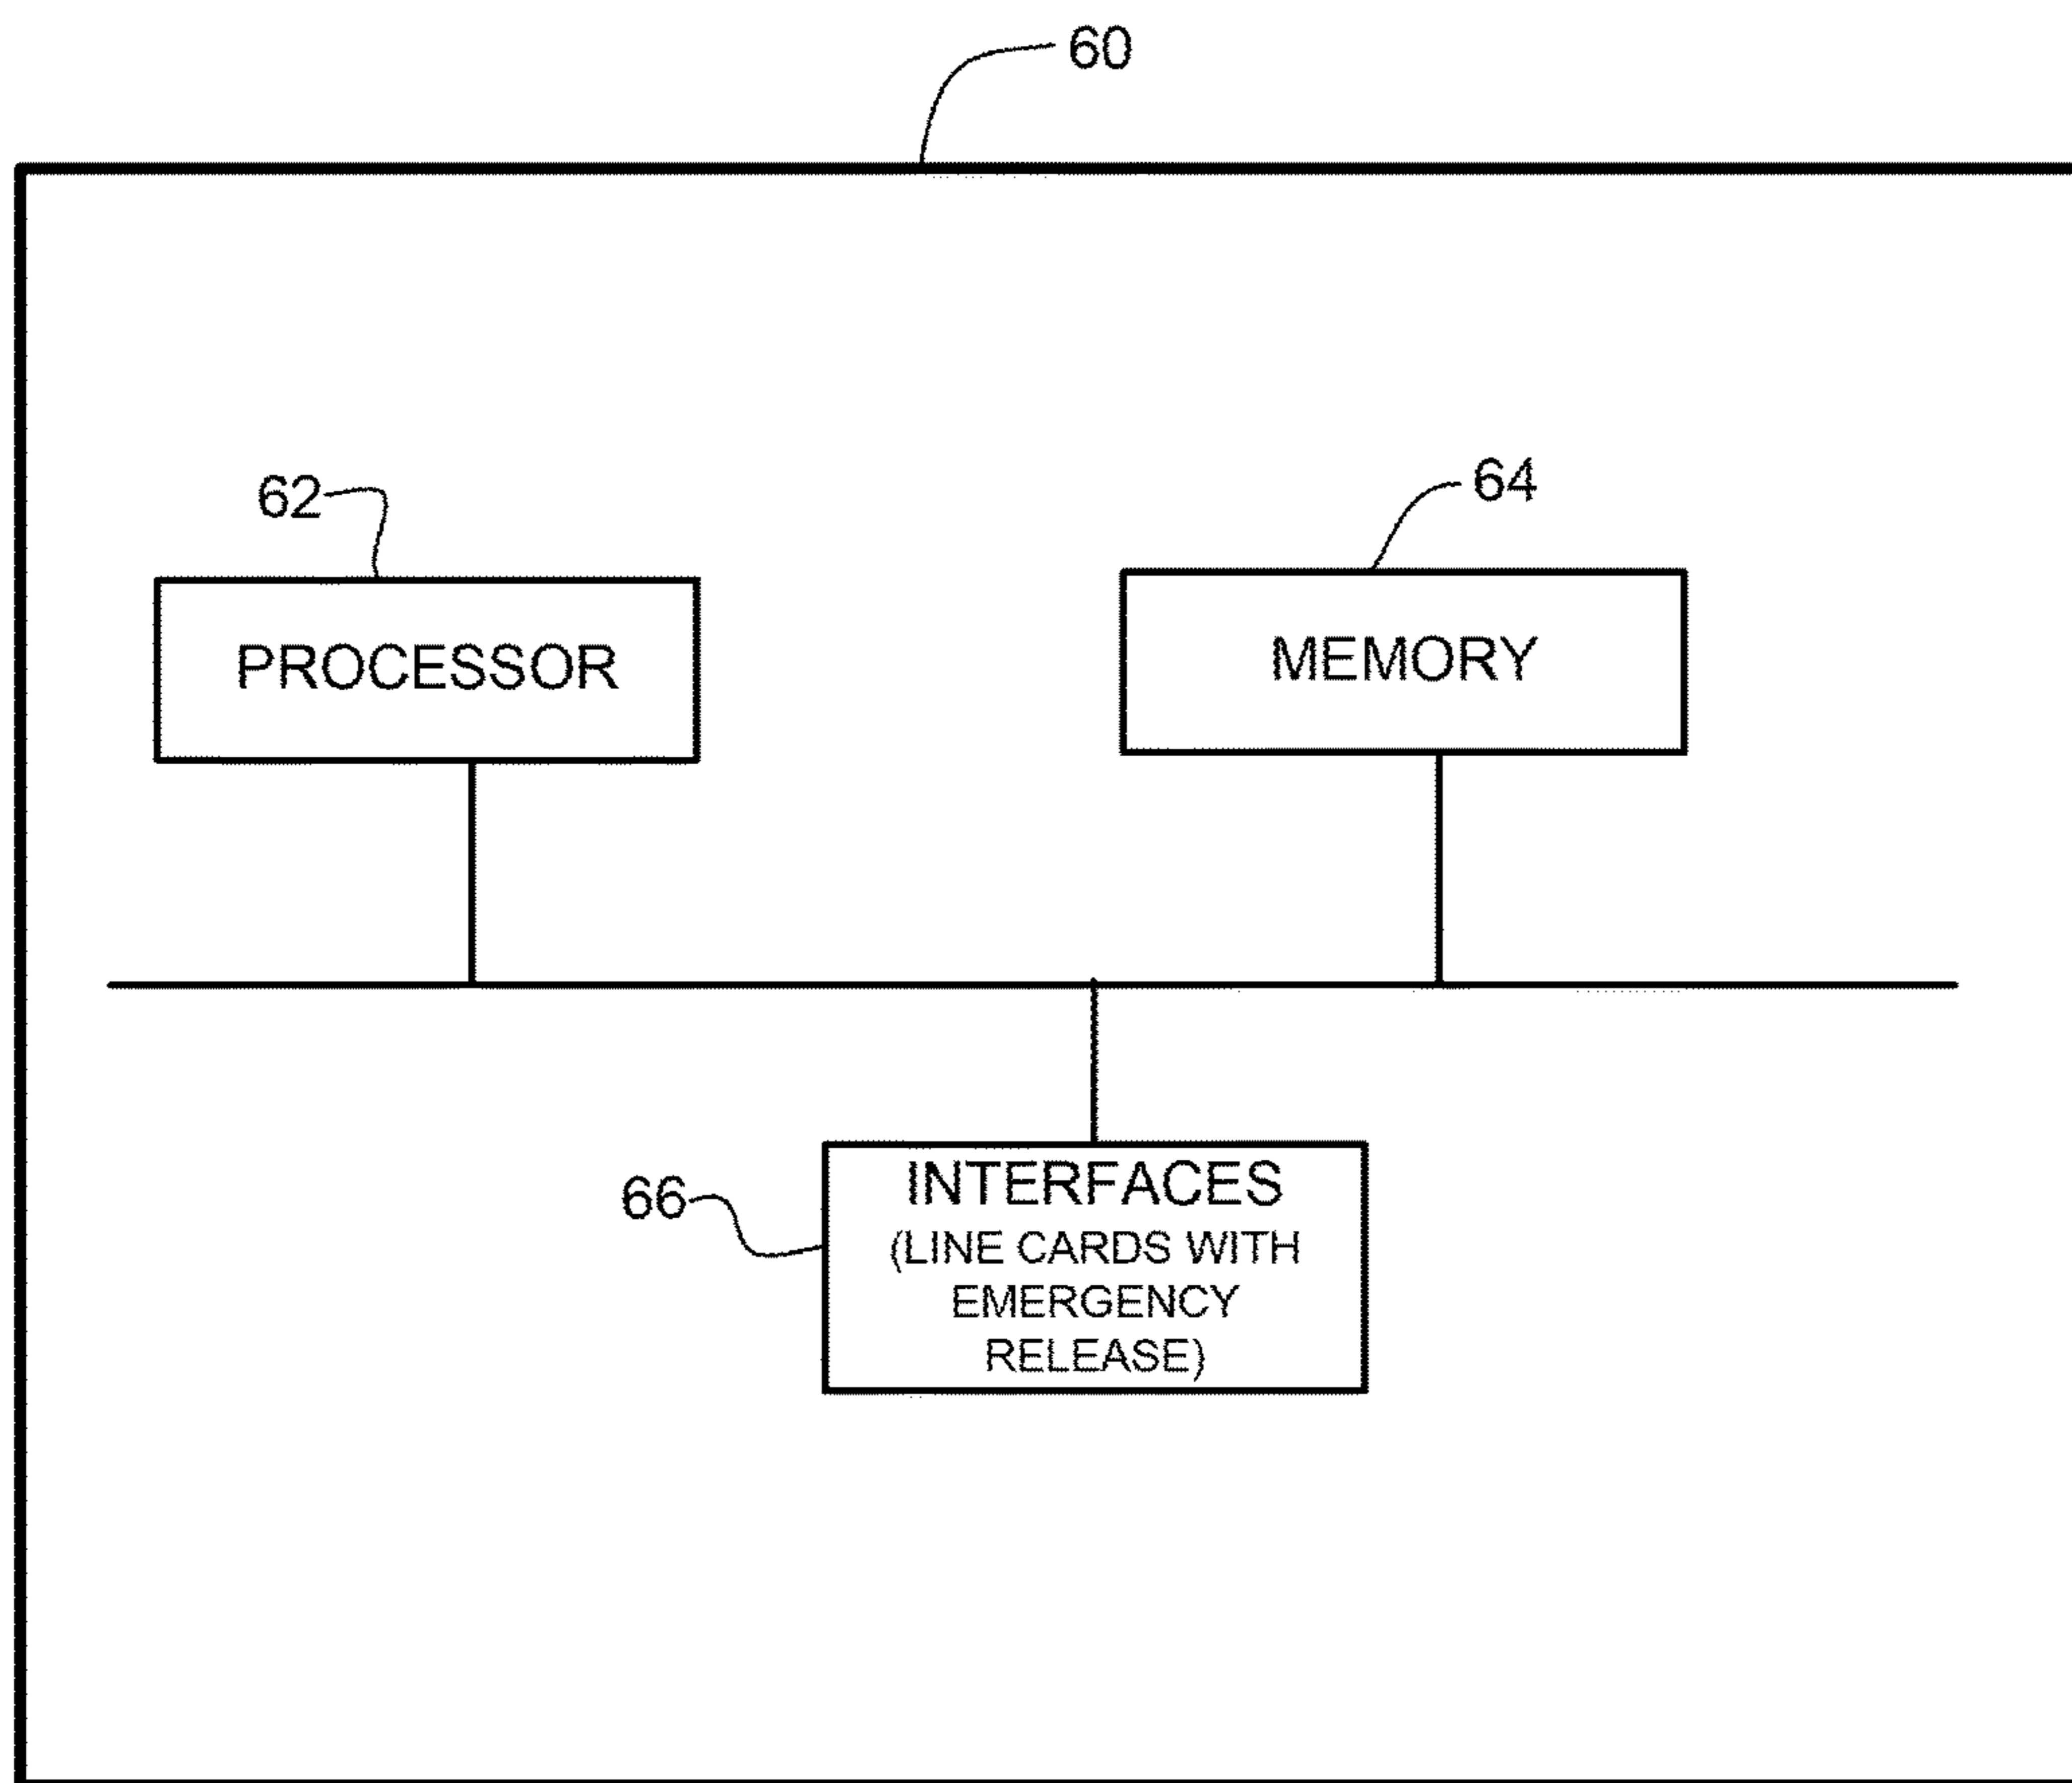 60
62
64
PROCESSOR
MEMORY
66
INTERFACES
(LINE CARDS WITH
EMERGENCY
RELEASE)